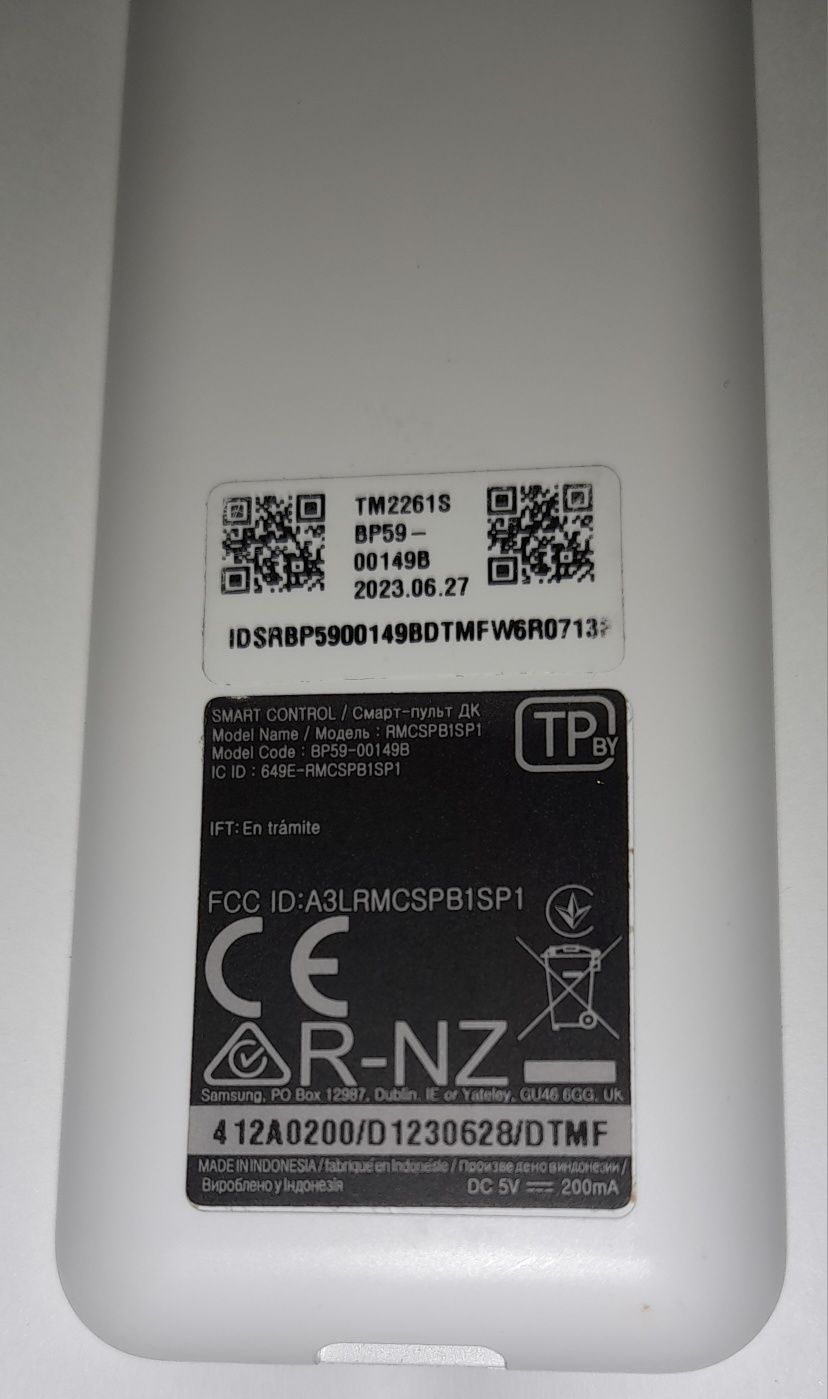 TM2261S
BP59-
00149B
2023.06.27
IDSRBP5900149BDTMFW6R0713
SMART CONTROL / Смарт-пульт ДК
Model Name / Модель : RMCSPB1SP1
Model Code : BP59-00149B
IC ID : 649E-RMCSPB1SP1
TP BY
IFT: En trámite
FCC ID:A3LRMCSPB1SP1
CE
R-NZ
Samsung, PO Box 12987, Dublin. IE or Yateley, GU46 6GG, UK
412A0200/D1230628/DTMF
MADE IN INDONESIA / fabriqué en Indonésie / Произведено в индонезии /
Вироблено у Індонезія
DC 5V 200mA